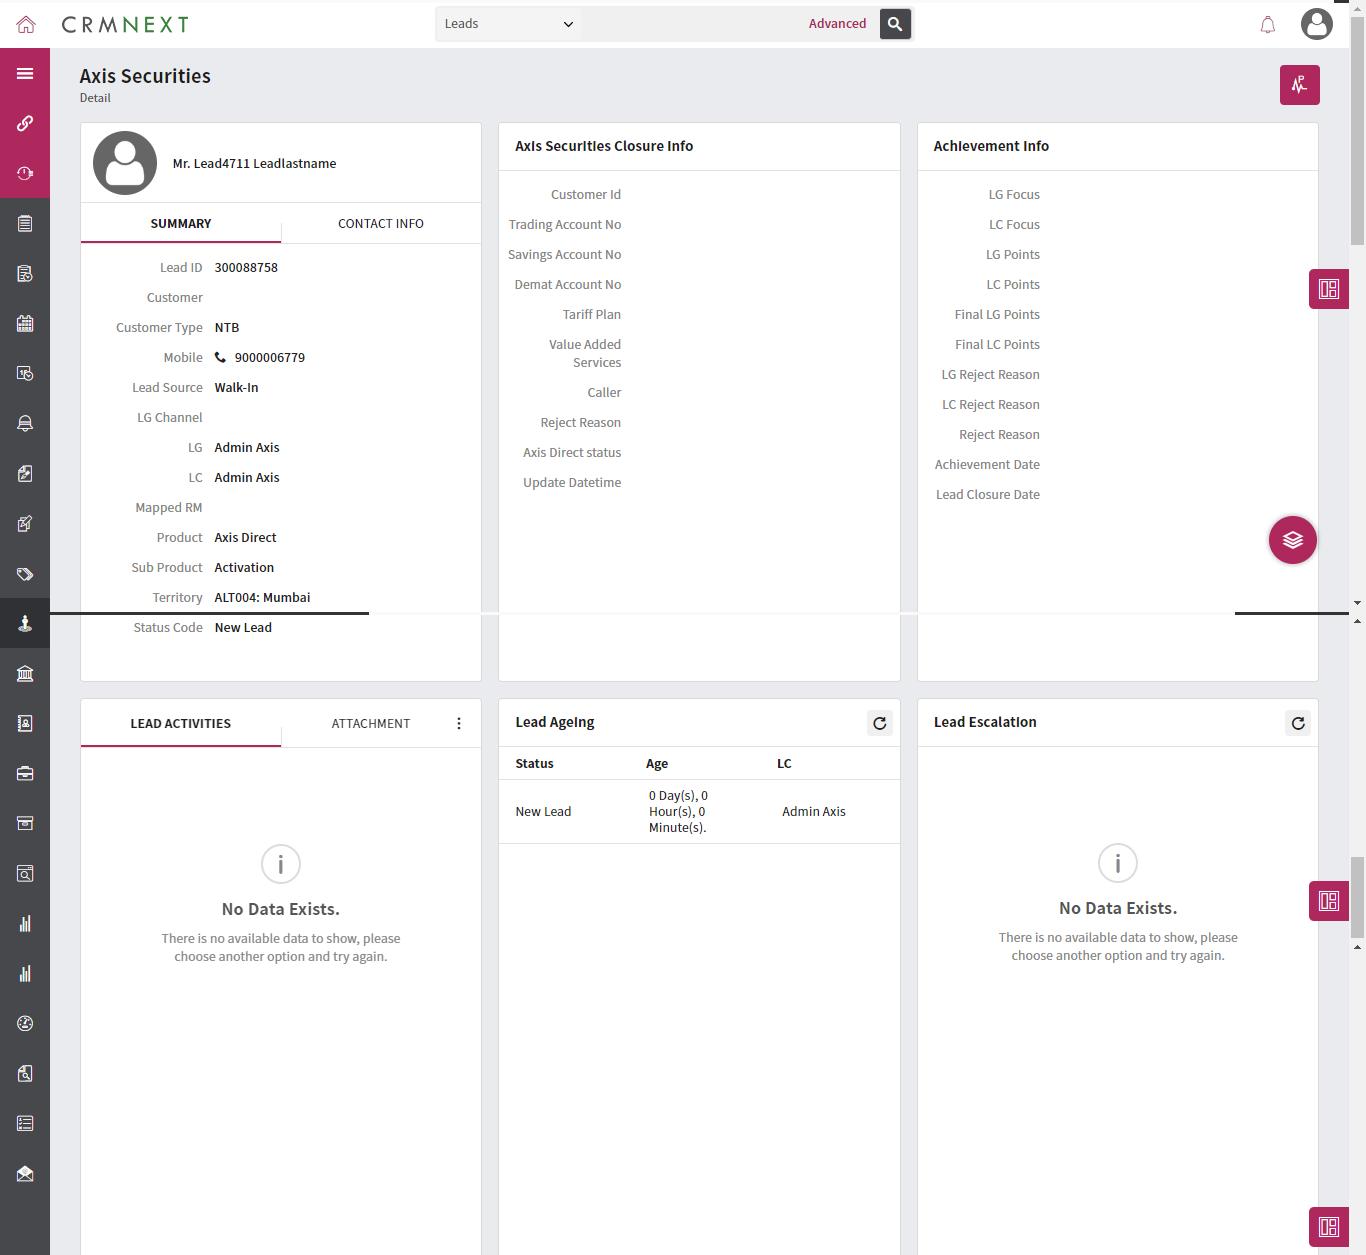 CRMNEXT
Leads
Advanced
Axis Securities
Detail
Mr. Lead4711 Leadlastname
SUMMARY
CONTACT INFO
Lead ID 300088758
Customer
Customer Type NTB
Mobile 9000006779
Lead Source Walk-In
LG Channel
LG Admin Axis
LC Admin Axis
Mapped RM
Product Axis Direct
Sub Product Activation
Territory ALT004: Mumbai
Status Code New Lead
Axis Securities Closure Info
Customer Id
Trading Account No
Savings Account No
Demat Account No
Tariff Plan
Value Added
Services
Caller
Reject Reason
Axis Direct status
Update Datetime
Achievement Info
LG Focus
LC Focus
LG Points
LC Points
Final LG Points
Final LC Points
LG Reject Reason
LC Reject Reason
Reject Reason
Achievement Date
Lead Closure Date
LEAD ACTIVITIES
ATTACHMENT
No Data Exists.
There is no available data to show, please
choose another option and try again.
Lead Ageing
Status Age LC
New Lead 0 Day(s), 0 Admin Axis
Hour(s), 0
Minute(s).
Lead Escalation
No Data Exists.
There is no available data to show, please
choose another option and try again.